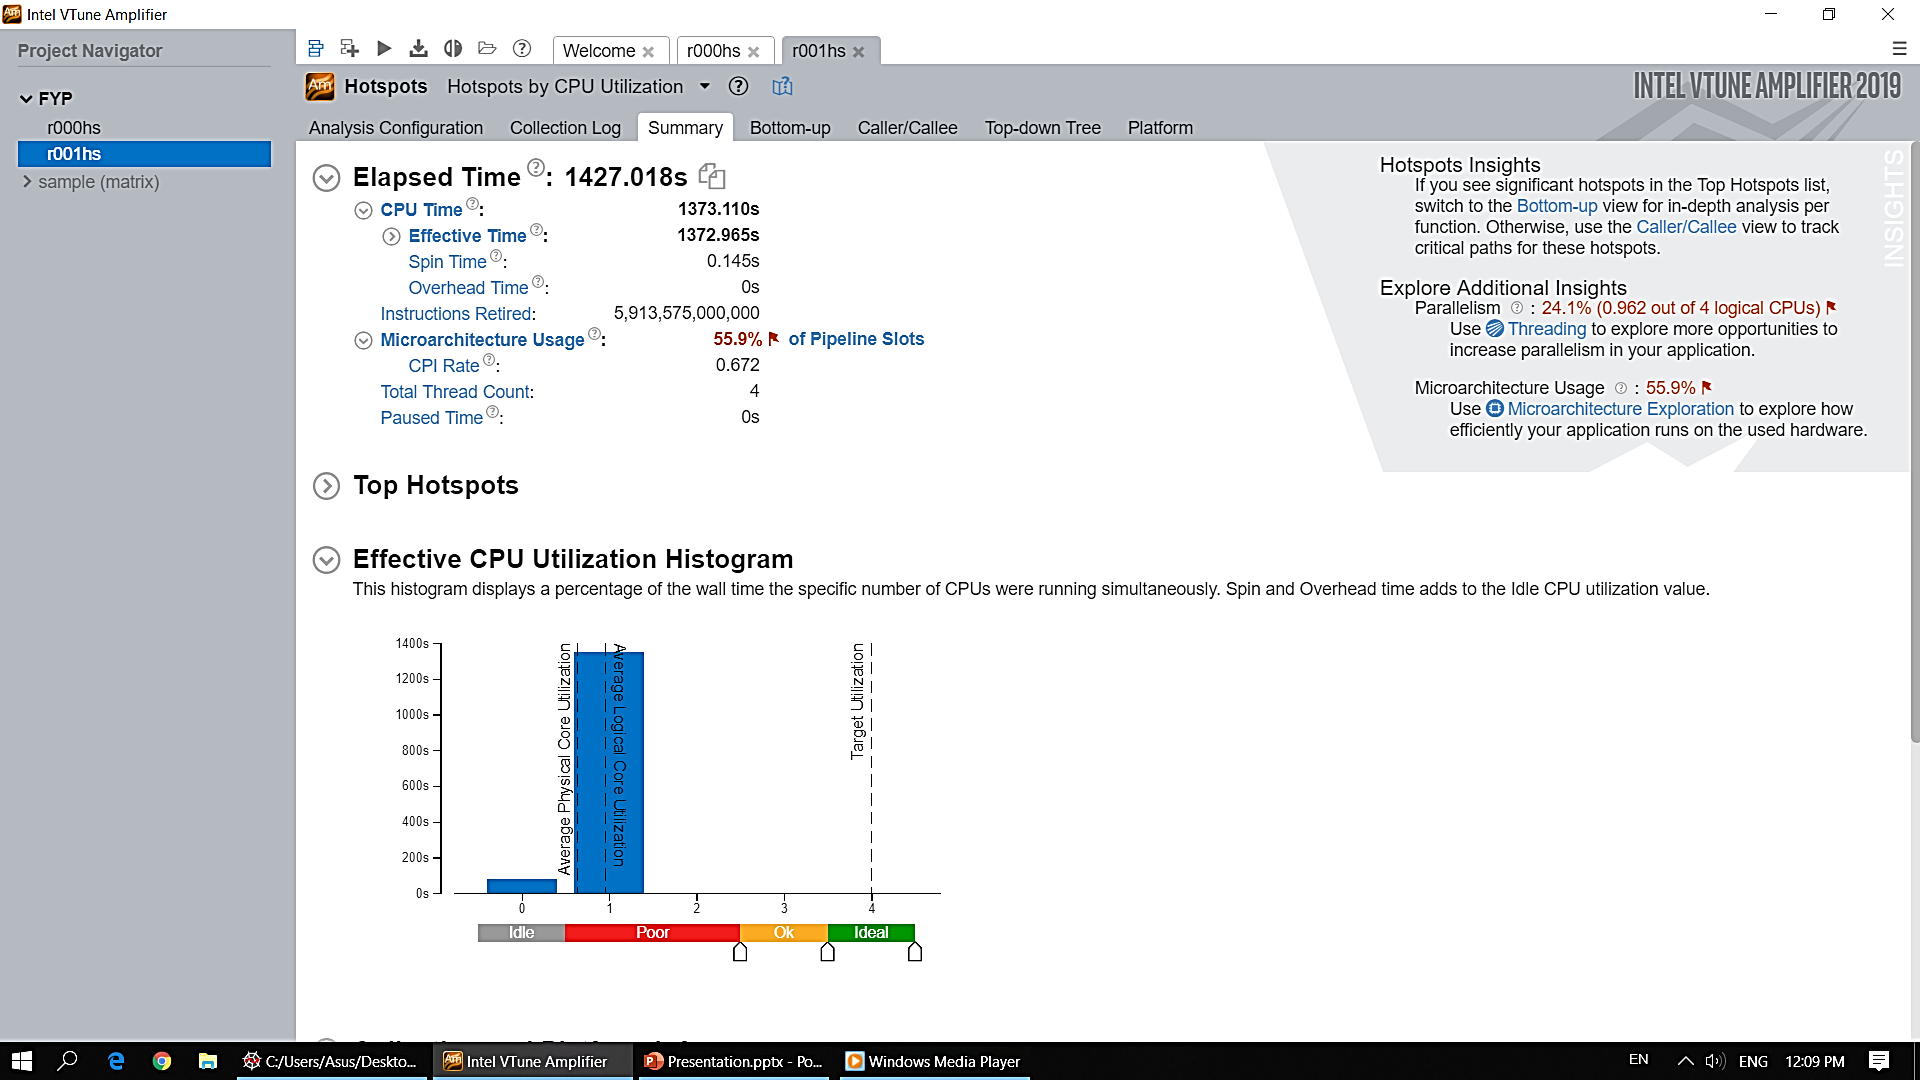 Intel VTune Amplifier
Project Navigator
FYP
r000hs
r001hs
sample (matrix)
Welcome
r000hs
r001hs
Hotspots Hotspots by CPU Utilization
INTEL VTUNE AMPLIFIER 2019
Analysis Configuration Collection Log Summary Bottom-up Caller/Callee Top-down Tree Platform
Elapsed Time ?: 1427.018s
CPU Time ?: 1373.110s
Effective Time ?: 1372.965s
Spin Time ?: 0.145s
Overhead Time ?: 0s
Instructions Retired: 5,913,575,000,000
Microarchitecture Usage ?: 55.9% of Pipeline Slots
CPI Rate ?: 0.672
Total Thread Count: 4
Paused Time ?: 0s
Hotspots Insights
If you see significant hotspots in the Top Hotspots list,
switch to the Bottom-up view for in-depth analysis per
function. Otherwise, use the Caller/Callee view to track
critical paths for these hotspots.
Explore Additional Insights
Parallelism ? : 24.1% (0.962 out of 4 logical CPUs)
Use Threading to explore more opportunities to
increase parallelism in your application.
Microarchitecture Usage ? : 55.9%
Use Microarchitecture Exploration to explore how
efficiently your application runs on the used hardware.
INSIGHTS
Top Hotspots
Effective CPU Utilization Histogram
This histogram displays a percentage of the wall time the specific number of CPUs were running simultaneously. Spin and Overhead time adds to the Idle CPU utilization value.
1400s
1200s
1000s
800s
600s
400s
200s
0s
Average Physical Core Utilization
Average Logical Core Utilization
Target Utilization
0 1 2 3 4
Idle Poor Ok Ideal
C:/Users/Asus/Deskto...
Intel VTune Amplifier
Presentation.pptx - Po...
Windows Media Player
EN
ENG
12:09 PM